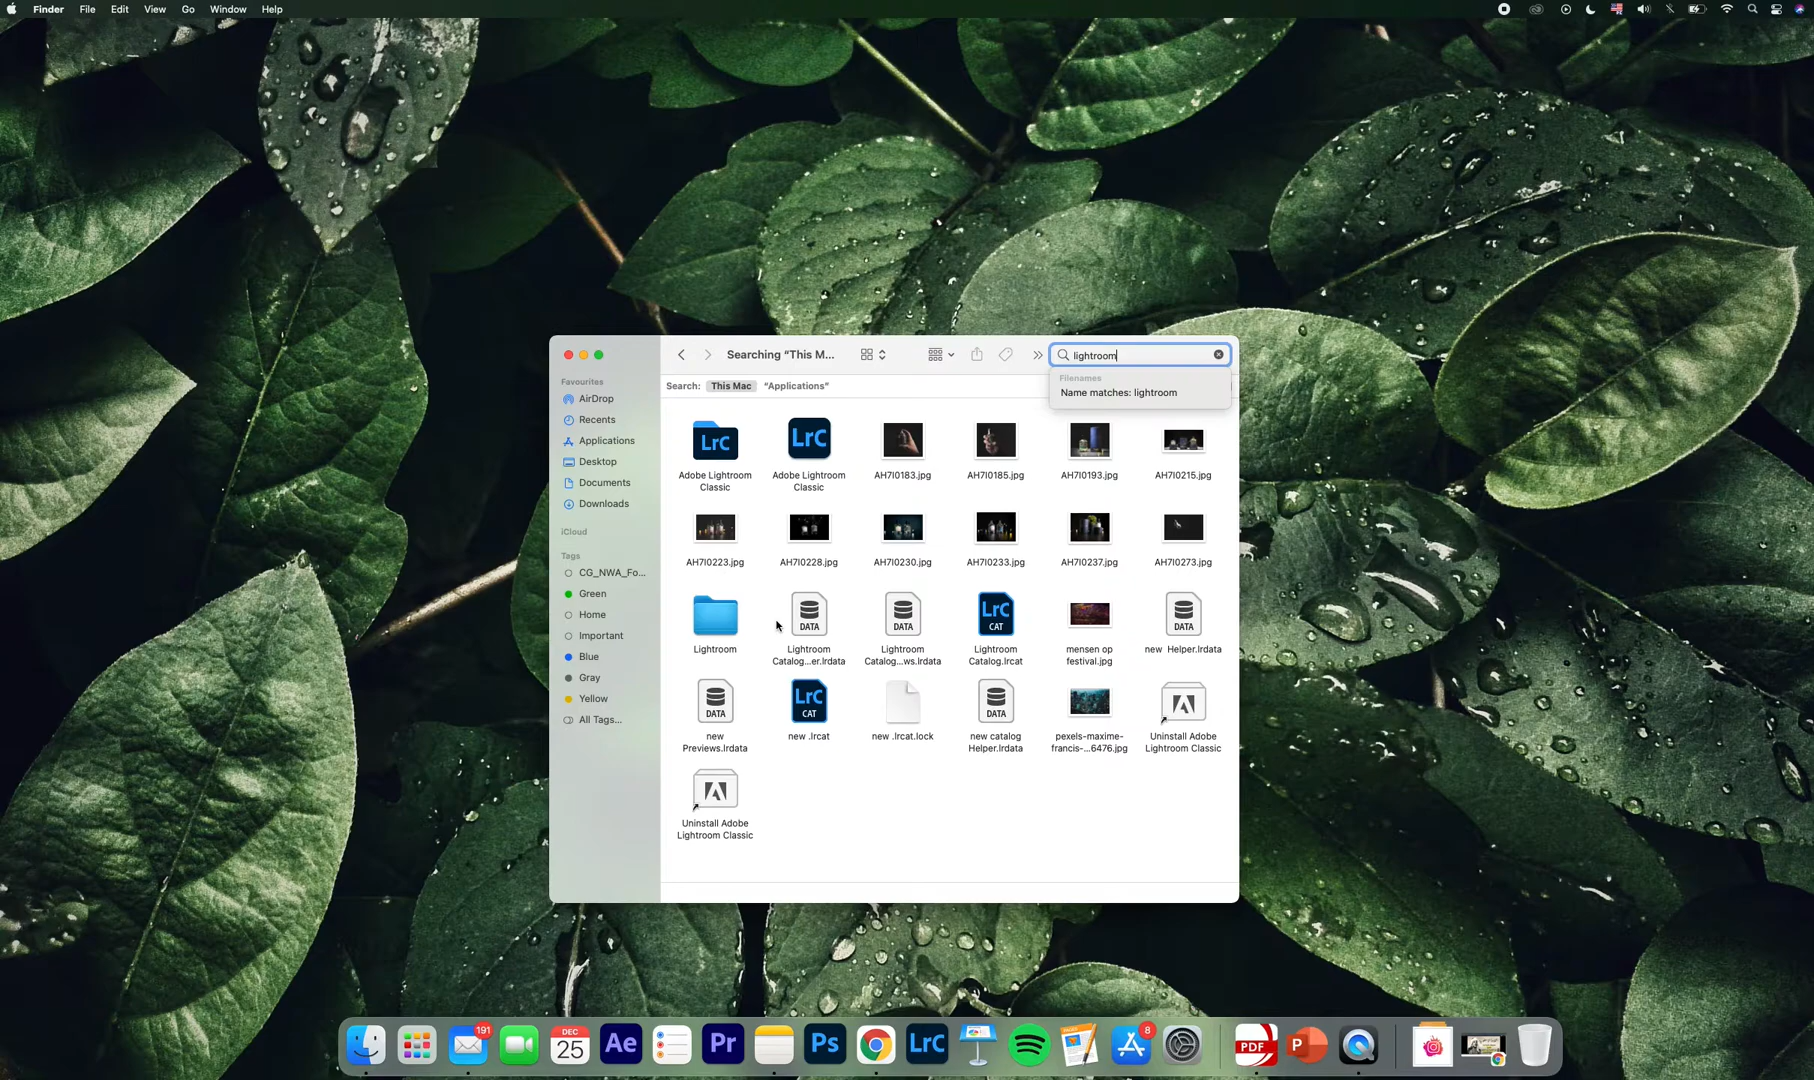 Finder File Edit View Go Window Help
Searching “This M... lightroom
Search: This Mac “Applications”
Filenames
Name matches: lightroom
Favourites
AirDrop
Recents
Applications
Desktop
Documents
Downloads
iCloud
Tags
CG_NWA_Fo...
Green
Home
Important
Blue
Gray
Yellow
All Tags...
LrC
Adobe Lightroom
Classic
LrC
Adobe Lightroom
Classic
AH7I0183.jpg
AH7I0185.jpg
AH7I0193.jpg
AH7I0215.jpg
AH7I0223.jpg
AH7I0228.jpg
AH7I0230.jpg
AH7I0233.jpg
AH7I0237.jpg
AH7I0273.jpg
Lightroom
DATA
Lightroom
Catalog...er.lrdata
DATA
Lightroom
Catalog...ws.lrdata
LrC
CAT
Lightroom
Catalog.lrcat
mensen op
festival.jpg
DATA
new Helper.lrdata
DATA
new
Previews.lrdata
LrC
CAT
new .lrcat
new .lrcat.lock
DATA
new catalog
Helper.lrdata
pexels-maxime-
francis-...6476.jpg
Uninstall Adobe
Lightroom Classic
Uninstall Adobe
Lightroom Classic
191
DEC
25
Ae
Pr
Ps
LrC
PAGES
8
PDF
P